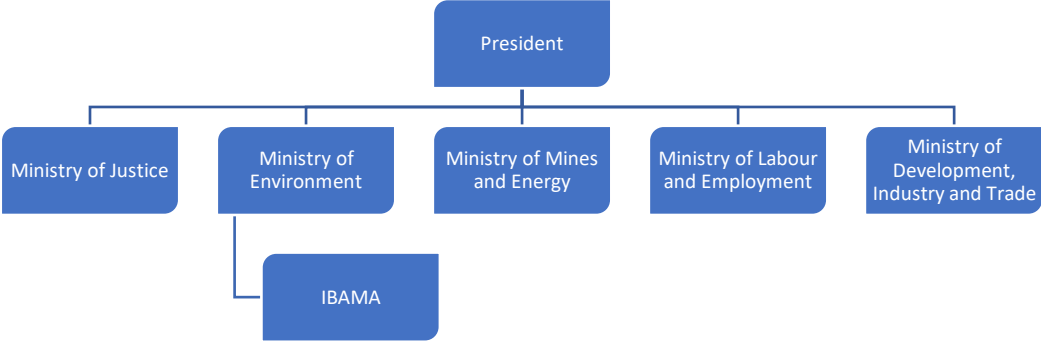 President
Ministry of Justice
Ministry of
Environment
Ministry of Mines
and Energy
Ministry of Labour
and Employment
Ministry of
Development,
Industry and Trade
IBAMA